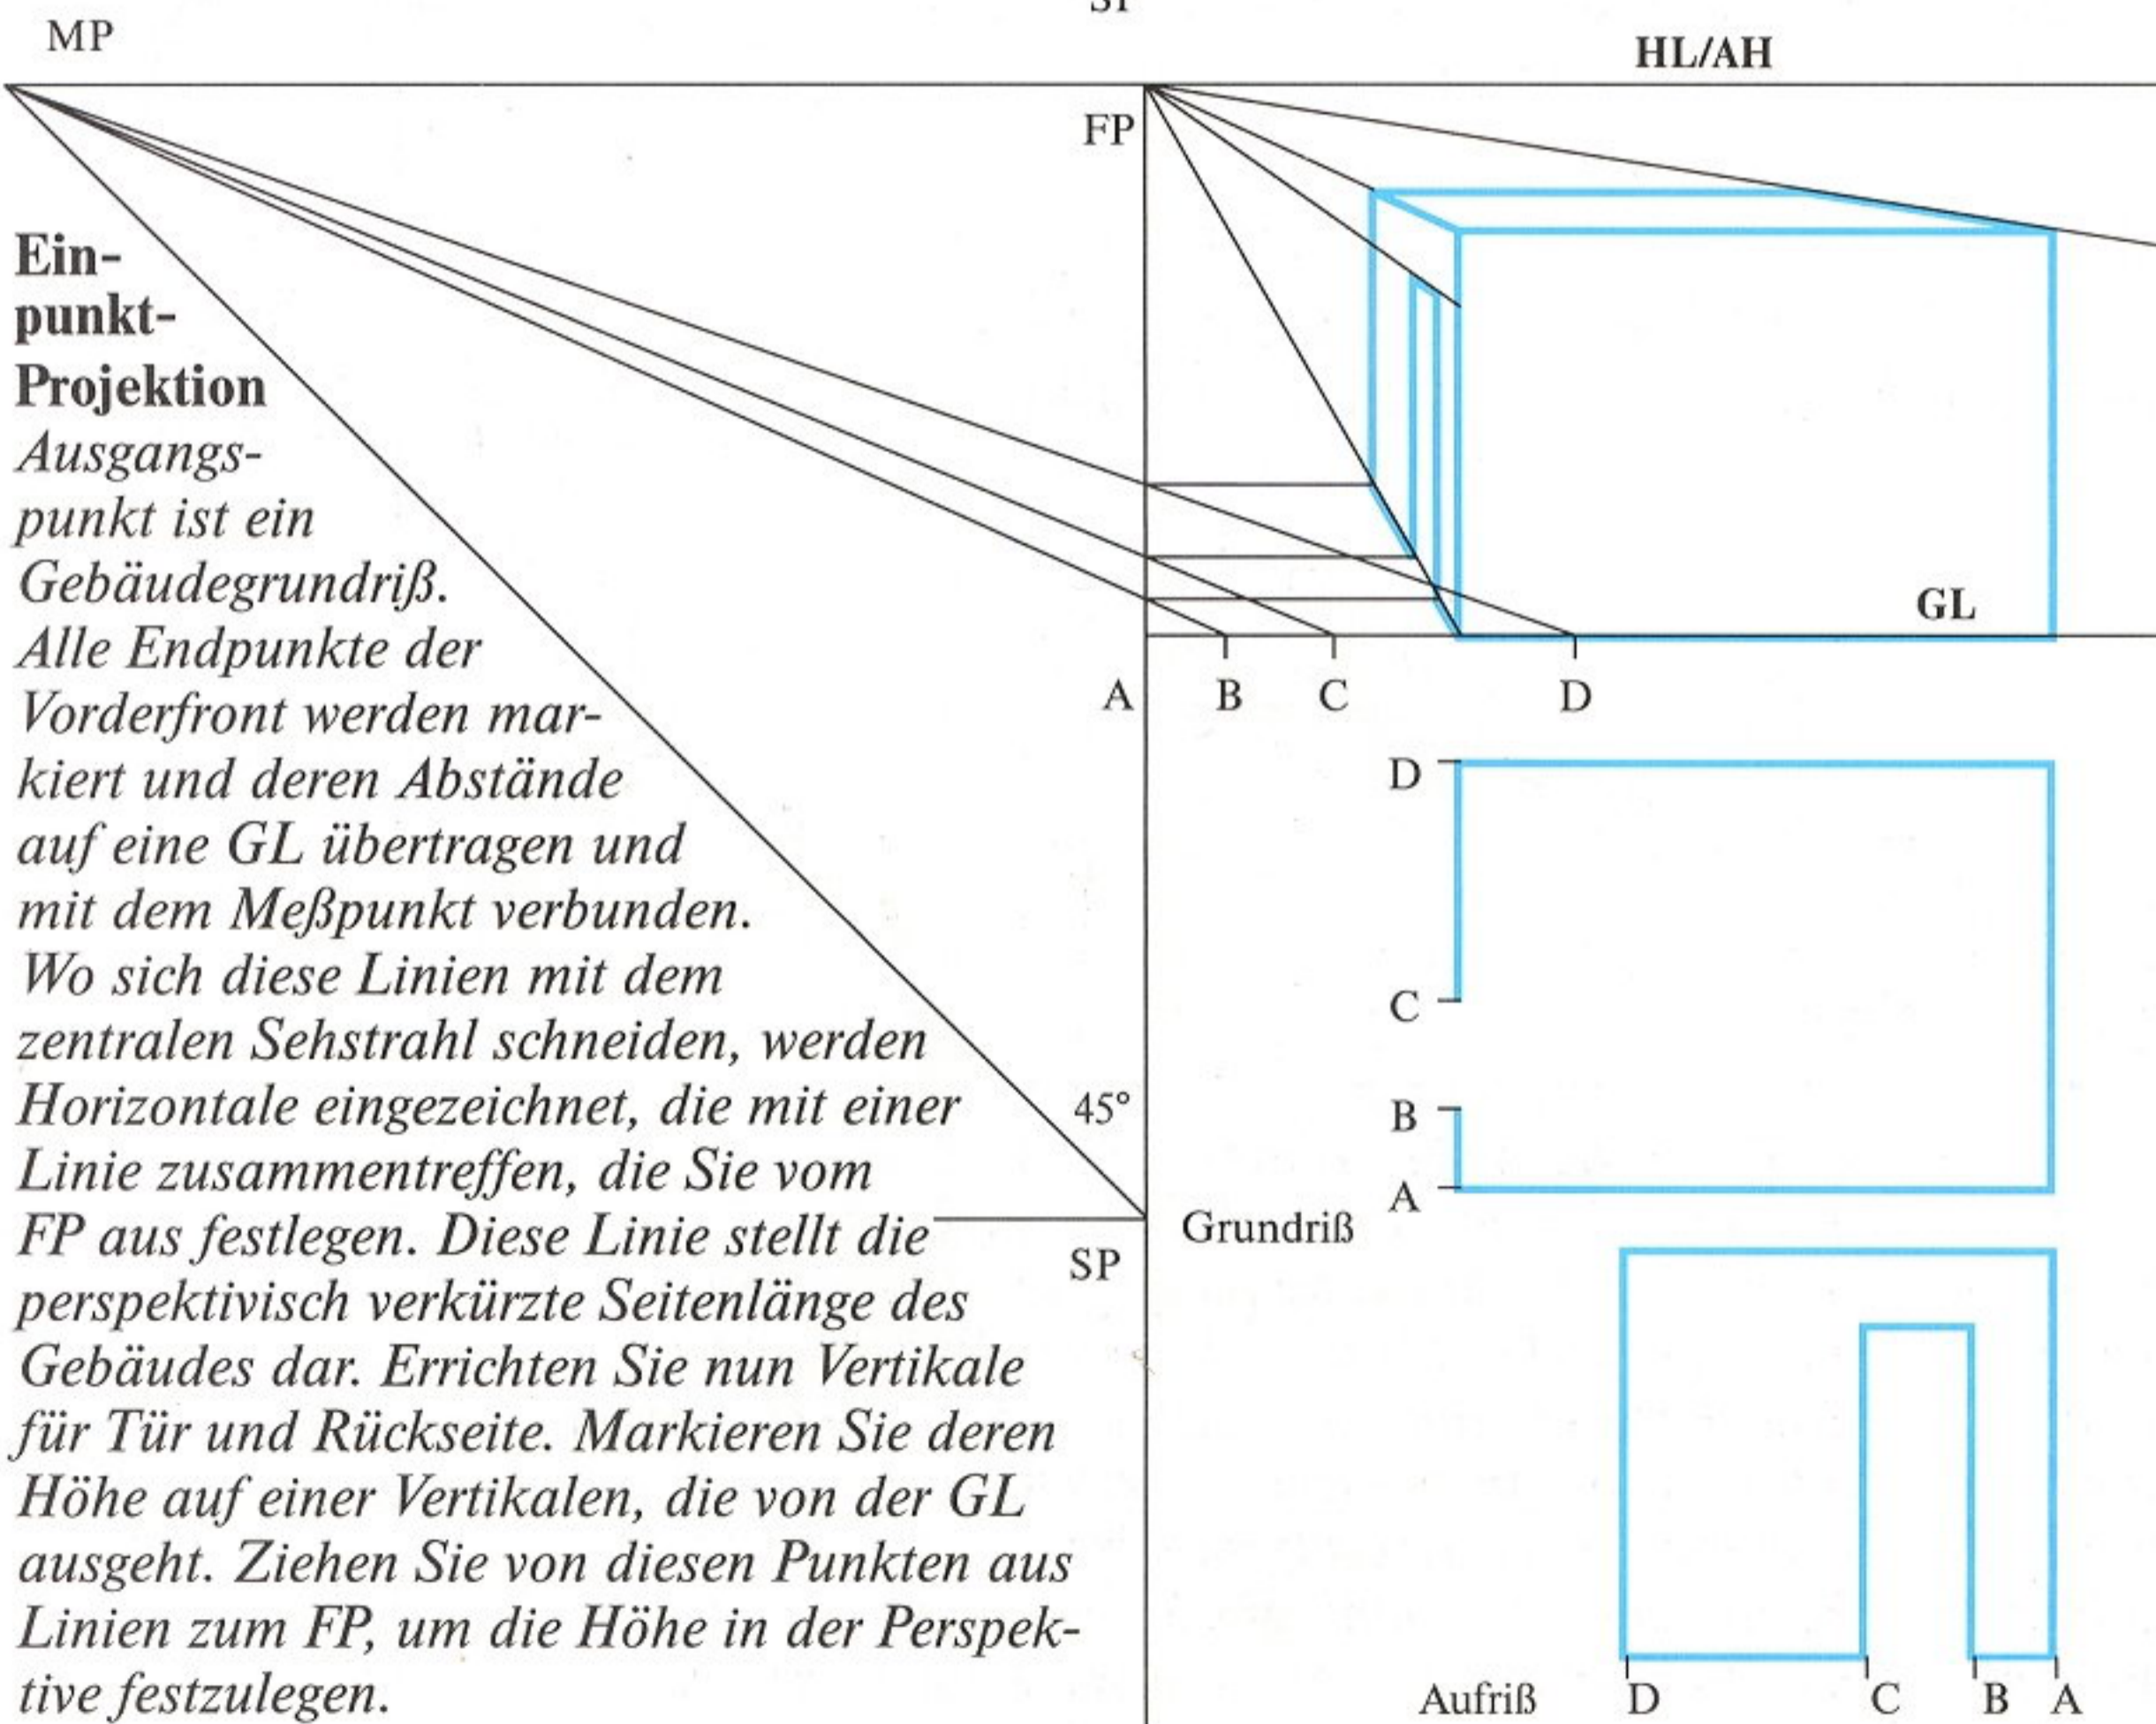 MP
HL/AH
FP
Ein-
punkt-
Projektion
Ausgangs-
punkt ist ein
Gebäudegrundriß.
Alle Endpunkte der
Vorderfront werden mar-
kiert und deren Abstände
auf eine GL übertragen und
mit dem Meßpunkt verbunden.
Wo sich diese Linien mit dem
zentralen Sehstrahl schneiden, werden
Horizontale eingezeichnet, die mit einer
Linie zusammentreffen, die Sie vom
FP aus festlegen. Diese Linie stellt die
perspektivisch verkürzte Seitenlänge des
Gebäudes dar. Errichten Sie nun Vertikale
für Tür und Rückseite. Markieren Sie deren
Höhe auf einer Vertikalen, die von der GL
ausgeht. Ziehen Sie von diesen Punkten aus
Linien zum FP, um die Höhe in der Perspek-
tive festzulegen.
GL
A B C D
D
C
B
A
45°
SP
Grundriß
Aufriß D C B A